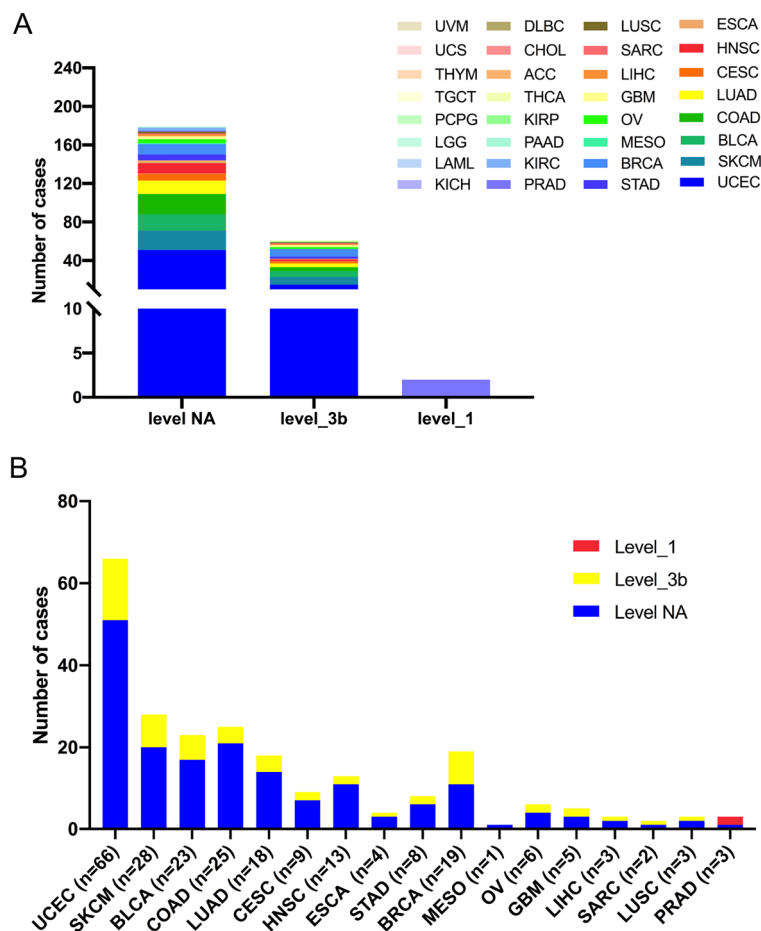 A
UVM DLBC LUSC ESCA
UCS CHOL SARC HNSC
THYM ACC LIHC CESC
TGCT THCA GBM LUAD
PCPG KIRP OV COAD
LGG PAAD MESO BLCA
LAML KIRC BRCA SKCM
KICH PRAD STAD UCEC
Number of cases
240
200
160
120
80
40
10
5
0
level NA level_3b level_1
B
Number of cases
80
60
40
20
0
Level_1
Level_3b
Level NA
UCEC (n=66)
SKCM (n=28)
BLCA (n=23)
COAD (n=25)
LUAD (n=18)
CESC (n=9)
HNSC (n=13)
ESCA (n=4)
STAD (n=8)
BRCA (n=19)
MESO (n=1)
OV (n=6)
GBM (n=5)
LIHC (n=3)
SARC (n=2)
LUSC (n=3)
PRAD (n=3)